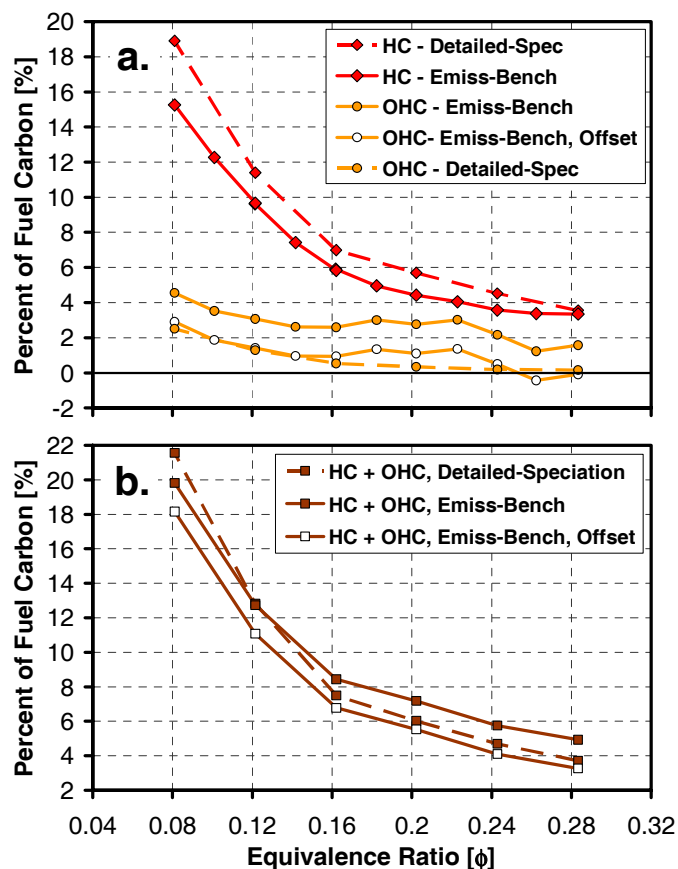 20
18
16
14
12
10
8
6
4
2
0
-2
Percent of Fuel Carbon [%]
a.
HC - Detailed-Spec
HC - Emiss-Bench
OHC - Emiss-Bench
OHC- Emiss-Bench, Offset
OHC - Detailed-Spec
22
20
18
16
14
12
10
8
6
4
2
Percent of Fuel Carbon [%]
b.
HC + OHC, Detailed-Speciation
HC + OHC, Emiss-Bench
HC + OHC, Emiss-Bench, Offset
0.04 0.08 0.12 0.16 0.2 0.24 0.28 0.32
Equivalence Ratio [ϕ]